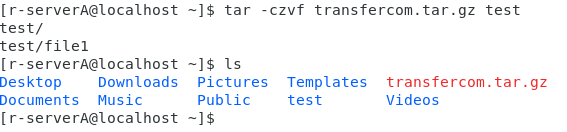 [r-serverA@localhost ~]$ tar -czvf transfercom.tar.gz test
test/
test/file1
[r-serverA@localhost ~]$ ls
Desktop    Downloads  Pictures  Templates  transfercom.tar.gz
Documents  Music      Public    test       Videos
[r-serverA@localhost ~]$